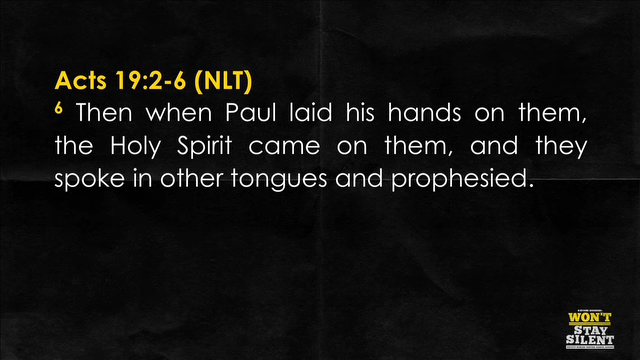 Acts 19:2-6 (NLT)
6 Then when Paul laid his hands on them,
the Holy Spirit came on them, and they
spoke in other tongues and prophesied.
WON'T
STAY
SILENT